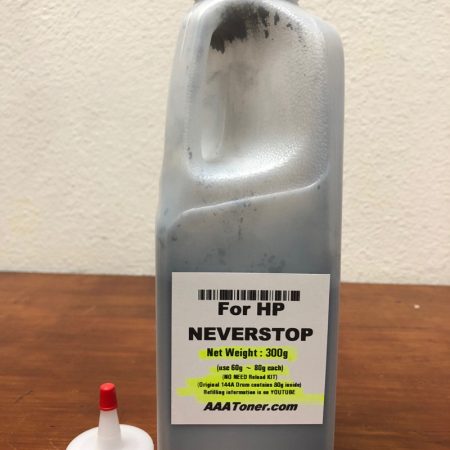 For HP
NEVERSTOP
Net Weight : 300g
(use 60g ~ 80g each)
(NO NEED Reload KIT)
(Original 144A Drum contains 80g inside)
Refilling information is on YOUTUBE
AAAToner.com